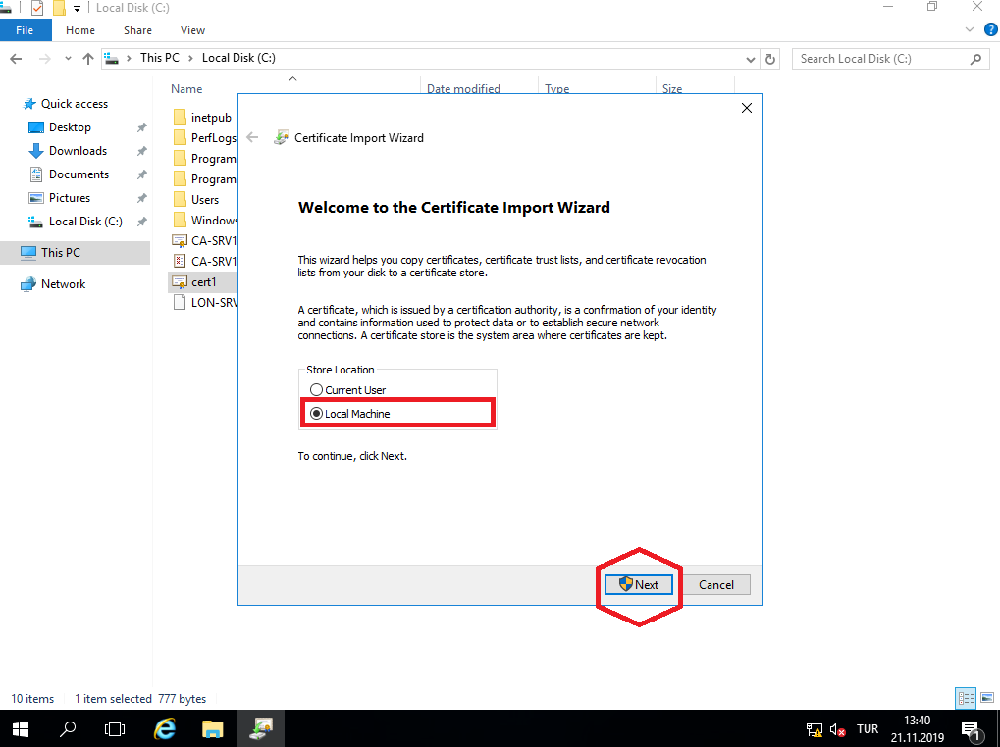 Local Disk (C:)
File Home Share View
This PC Local Disk (C:) Search Local Disk (C:)
Name Date modified Type Size
Quick access
Desktop
Downloads
Documents
Pictures
Local Disk (C:)
This PC
Network
inetpub
PerfLogs
Program
Program
Users
Windows
CA-SRV1
CA-SRV1
cert1
LON-SRV
Certificate Import Wizard
Welcome to the Certificate Import Wizard
This wizard helps you copy certificates, certificate trust lists, and certificate revocation
lists from your disk to a certificate store.
A certificate, which is issued by a certification authority, is a confirmation of your identity
and contains information used to protect data or to establish secure network
connections. A certificate store is the system area where certificates are kept.
Store Location
Current User
Local Machine
To continue, click Next.
Next Cancel
10 items 1 item selected 777 bytes
TUR
13:40
21.11.2019
1